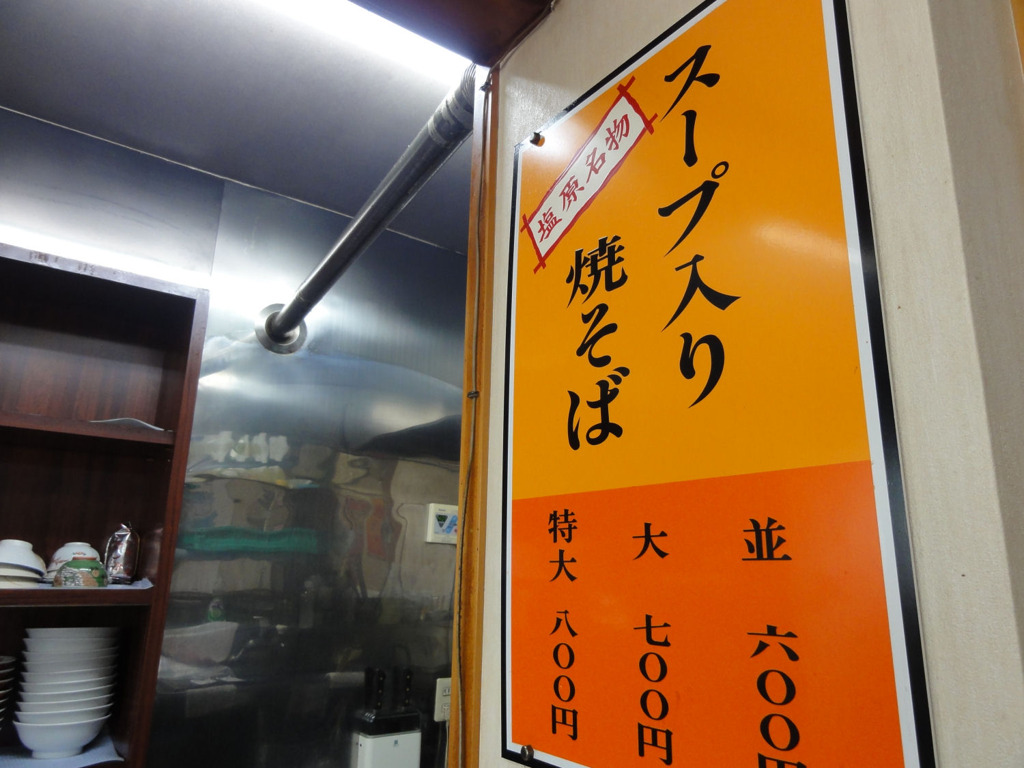 スープ入り
塩原名物
焼そば
並 六〇〇円
大 七〇〇円
特大 八〇〇円